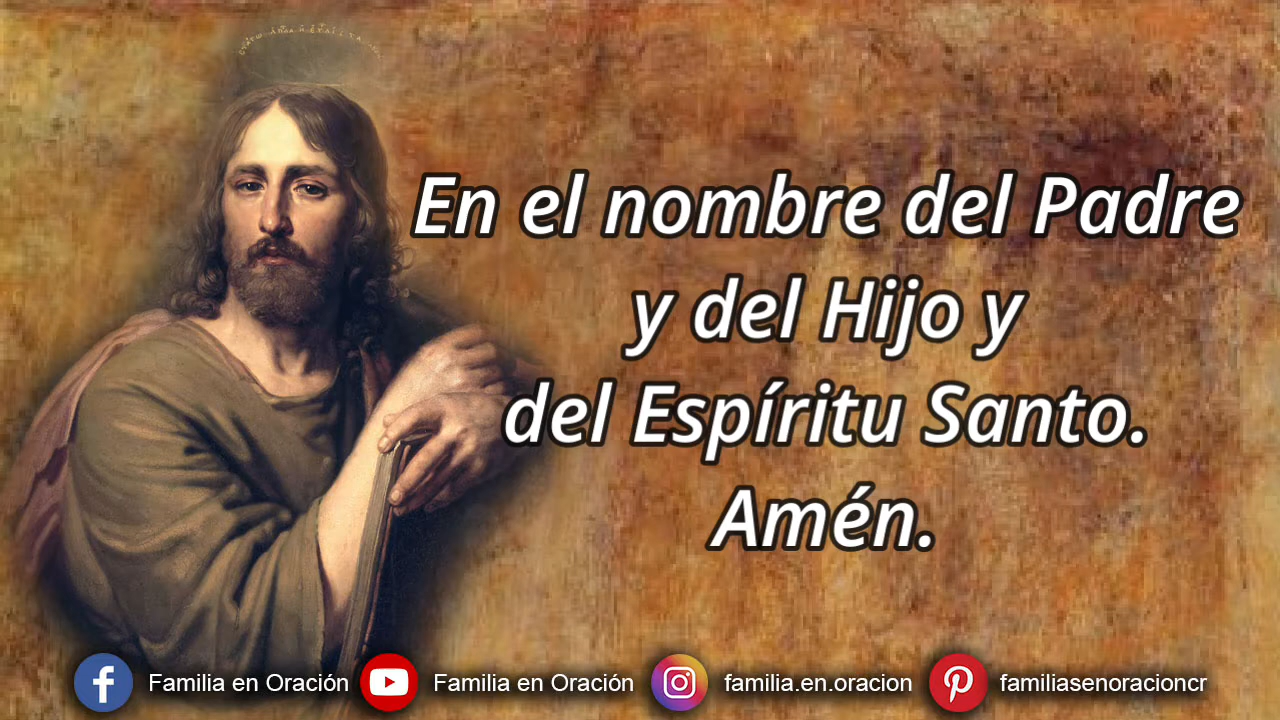 En el nombre del Padre
y del Hijo y
del Espíritu Santo.
Amén.
Familia en Oración
Familia en Oración
familia.en.oracion
familiasenoracioncr